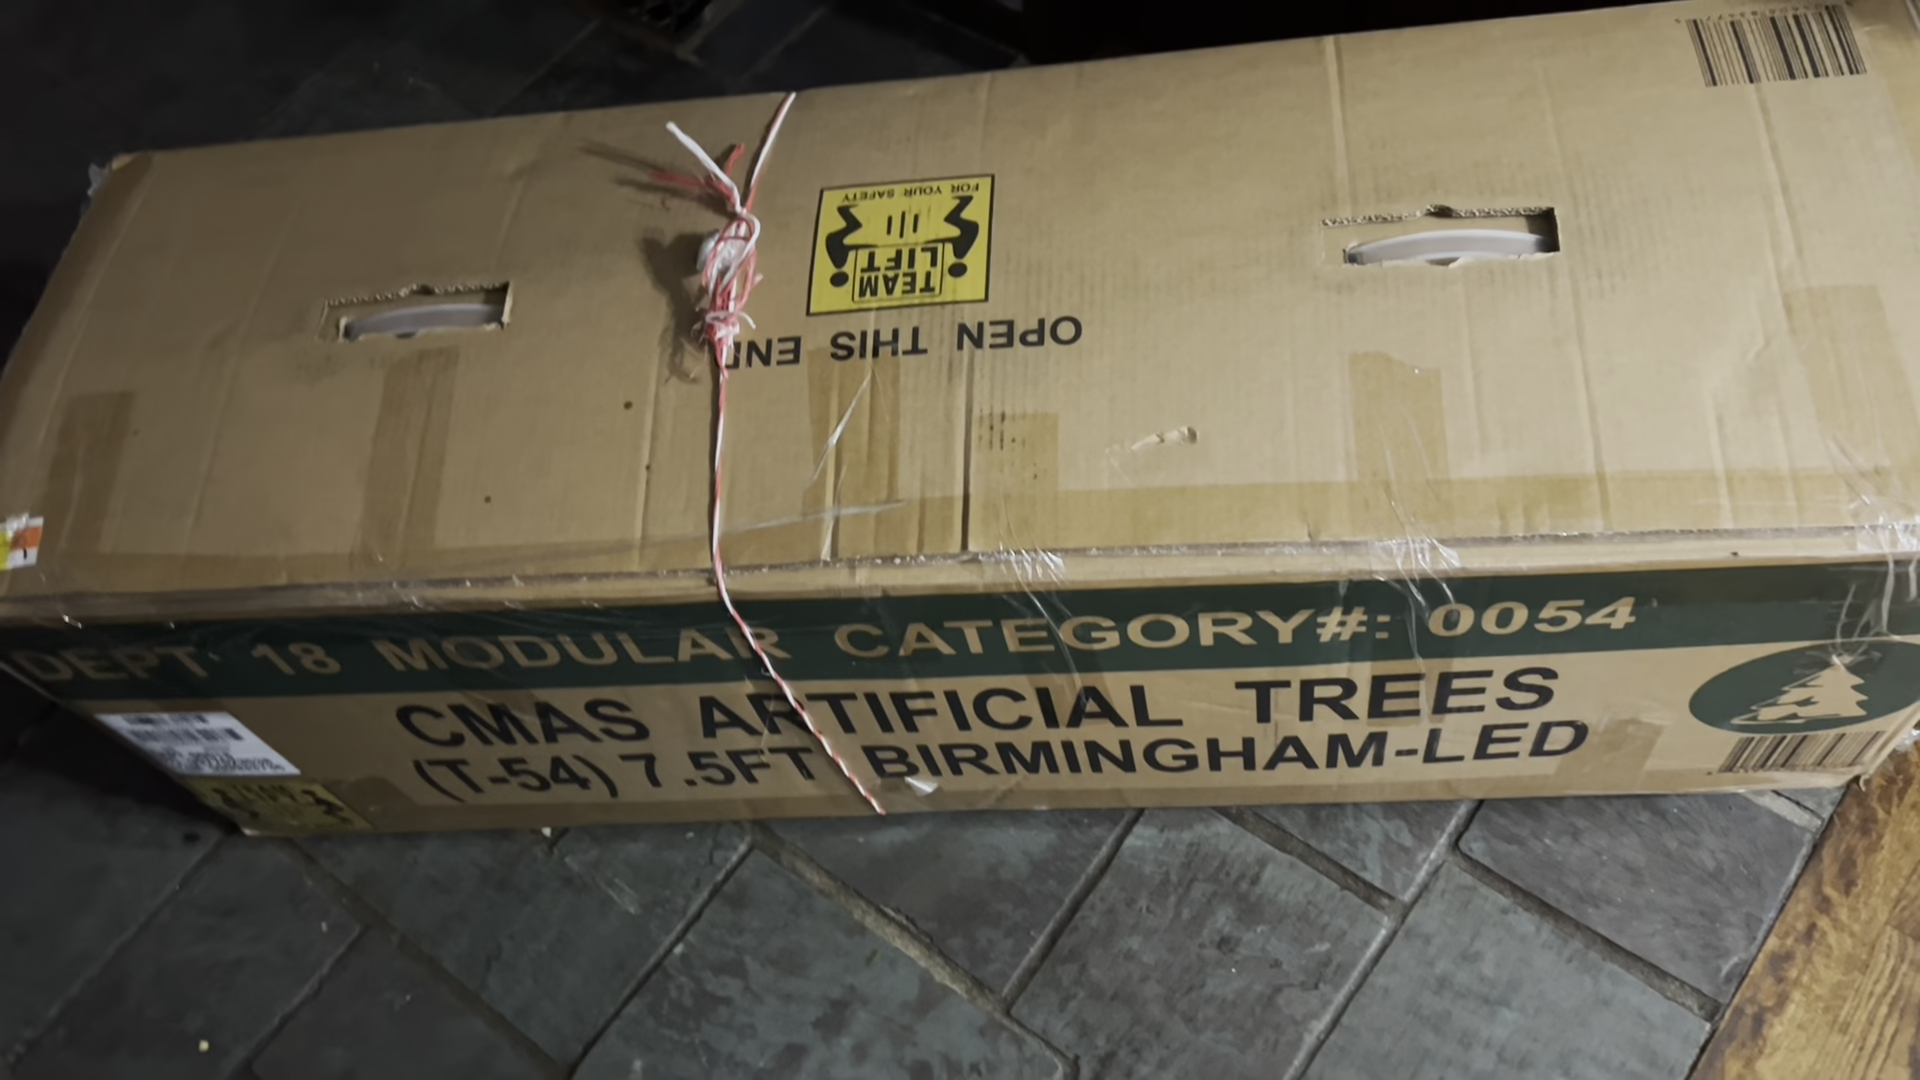 FOR YOUR SAFETY
TEAM
LIFT
OPEN THIS END
DEPT 18 MODULAR CATEGORY#: 0054
CMAS ARTIFICIAL TREES
(T-54) 7.5FT BIRMINGHAM-LED